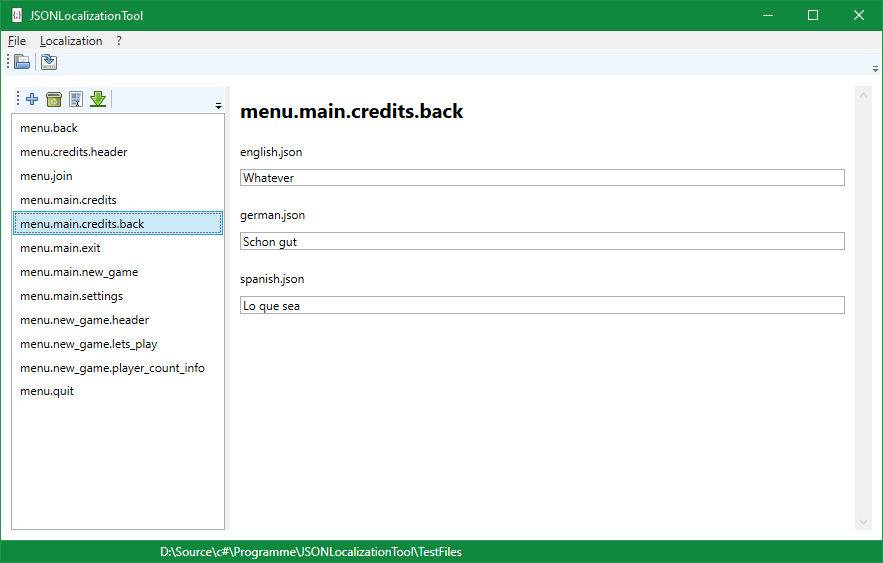 JSONLocalizationTool
File Localization ?
menu.back
menu.credits.header
menu.join
menu.main.credits
menu.main.credits.back
menu.main.exit
menu.main.new_game
menu.main.settings
menu.new_game.header
menu.new_game.lets_play
menu.new_game.player_count_info
menu.quit
menu.main.credits.back
english.json
Whatever
german.json
Schon gut
spanish.json
Lo que sea
D:\Source\c#\Programme\JSONLocalizationTool\TestFiles